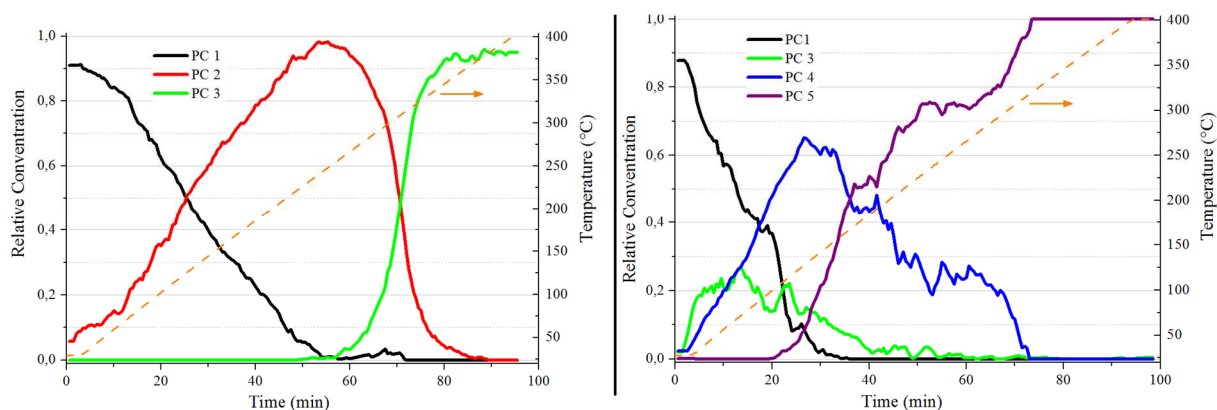 1,0
0,8
0,6
0,4
0,2
0,0
Relative Concentration
PC 1
PC 2
PC 3
400
350
300
250
200
150
100
50
Temperature (°C)
0 20 40 60 80 100
Time (min)
1,0
0,8
0,6
0,4
0,2
0,0
Relative Concentration
PC1
PC 3
PC 4
PC 5
400
350
300
250
200
150
100
50
Temperature (°C)
0 20 40 60 80 100
Time (min)